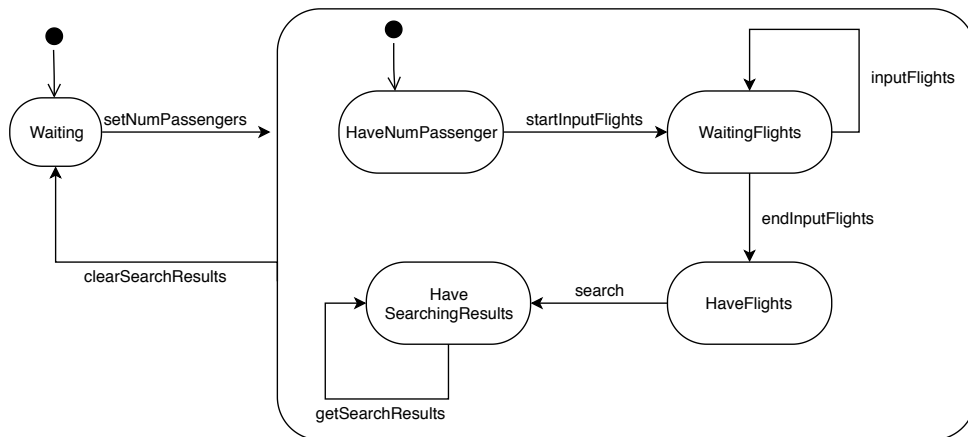 Waiting
setNumPassengers
HaveNumPassenger
startInputFlights
WaitingFlights
inputFlights
endInputFlights
clearSearchResults
Have
SearchingResults
search
HaveFlights
getSearchResults